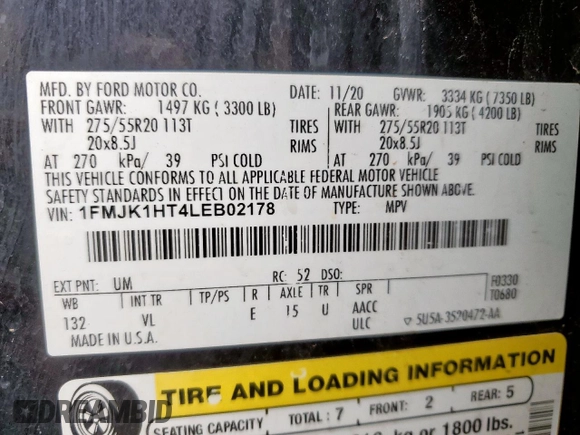 MFD. BY FORD MOTOR CO. DATE: 11/20 GVWR: 3334 KG ( 7350 LB)
FRONT GAWR: 1497 KG ( 3300 LB) REAR GAWR: 1905 KG ( 4200 LB)
WITH 275/55R20 113T TIRES WITH 275/55R20 113T TIRES
20x8.5J RIMS 20x8.5J RIMS
AT 270 kPa/ 39 PSI COLD AT 270 kPa/ 39 PSI COLD
THIS VEHICLE CONFORMS TO ALL APPLICABLE FEDERAL MOTOR VEHICLE
SAFETY STANDARDS IN EFFECT ON THE DATE OF MANUFACTURE SHOWN ABOVE.
VIN: 1FMJK1HT4LEB02178 TYPE: MPV
EXT PNT: UM RC: 52 DSO: F0330
WB INT TR TP/PS R AXLE TR SPR T0680
132 VL E 15 U AACC
ULC
MADE IN U.S.A.
TIRE AND LOADING INFORMATION
SEATING CAPACITY TOTAL : 7 FRONT: 2 REAR: 5
kg or 1800 lbs.
DREAMBID